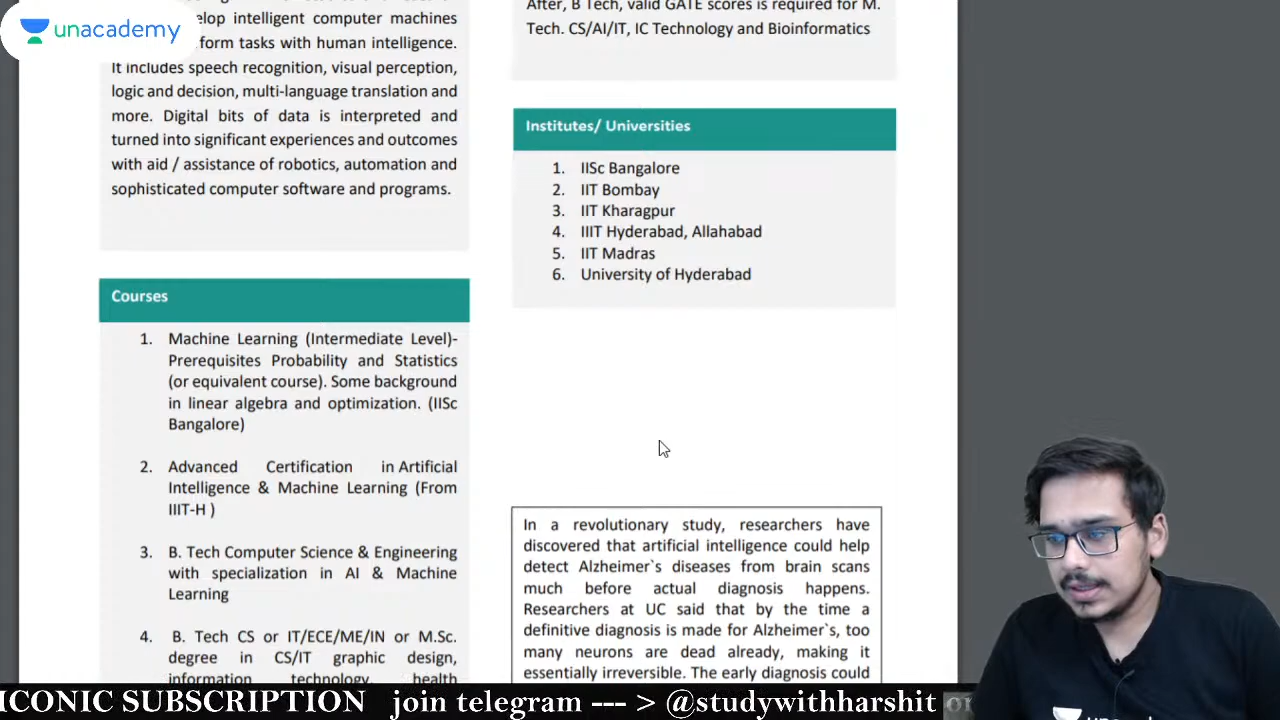 unacademy
elop intelligent computer machines
form tasks with human intelligence.
It includes speech recognition, visual perception,
logic and decision, multi-language translation and
more. Digital bits of data is interpreted and
turned into significant experiences and outcomes
with aid / assistance of robotics, automation and
sophisticated computer software and programs.
Courses
1. Machine Learning (Intermediate Level)-
Prerequisites Probability and Statistics
(or equivalent course). Some background
in linear algebra and optimization. (IISc
Bangalore)
2. Advanced Certification in Artificial
Intelligence & Machine Learning (From
IIIT-H )
3. B. Tech Computer Science & Engineering
with specialization in AI & Machine
Learning
4. B. Tech CS or IT/ECE/ME/IN or M.Sc.
degree in CS/IT graphic design,
information technology, health
After, B Tech, valid GATE scores is required for M.
Tech. CS/AI/IT, IC Technology and Bioinformatics
Institutes/ Universities
1. IISc Bangalore
2. IIT Bombay
3. IIT Kharagpur
4. IIIT Hyderabad, Allahabad
5. IIT Madras
6. University of Hyderabad
In a revolutionary study, researchers have
discovered that artificial intelligence could help
detect Alzheimer`s diseases from brain scans
much before actual diagnosis happens.
Researchers at UC said that by the time a
definitive diagnosis is made for Alzheimer`s, too
many neurons are dead already, making it
essentially irreversible. The early diagnosis could
ICONIC SUBSCRIPTION join telegram --- > @studywithharshit